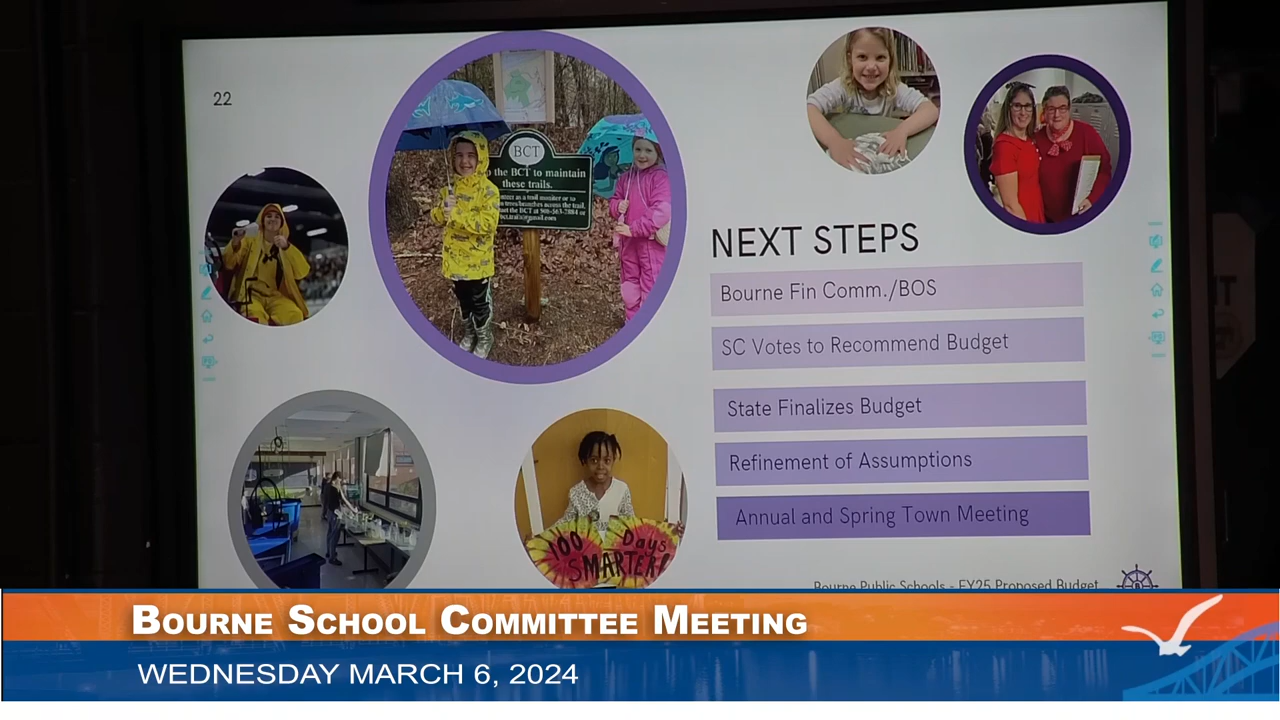 22
BCT
the BCT to maintain
these trails.
100 Days
SMARTER!
NEXT STEPS
Bourne Fin Comm./BOS
SC Votes to Recommend Budget
State Finalizes Budget
Refinement of Assumptions
Annual and Spring Town Meeting
Bourne Public Schools - FY25 Proposed Budget
BOURNE SCHOOL COMMITTEE MEETING
WEDNESDAY MARCH 6, 2024